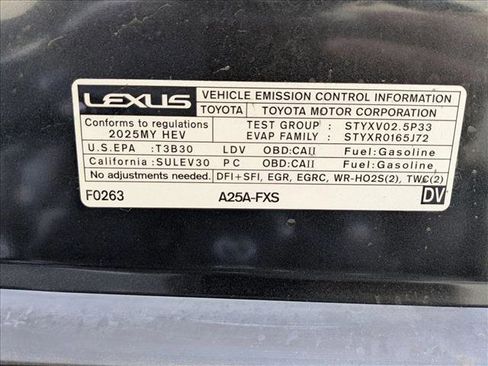 LEXUS VEHICLE EMISSION CONTROL INFORMATION
TOYOTA TOYOTA MOTOR CORPORATION
Conforms to regulations
2025MY HEV
TEST GROUP : STYXV02.5P33
EVAP FAMILY : STYXR0165J72
U.S.EPA :T3B30 LDV OBD:CAII Fuel:Gasoline
California:SULEV30 PC OBD:CAII Fuel:Gasoline
No adjustments needed. DFI+SFI, EGR, EGRC, WR-HO2S(2), TWC(2)
F0263 A25A-FXS DV